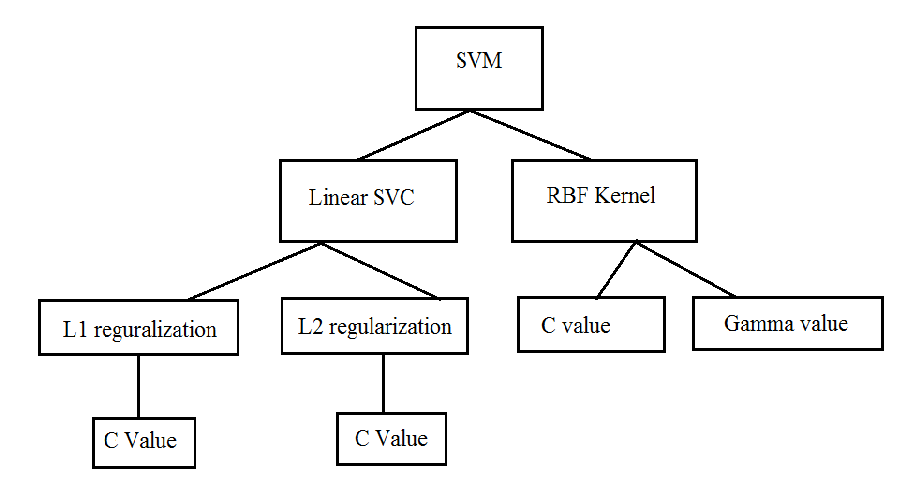 SVM
Linear SVC
RBF Kernel
L1 reguralization
L2 regularization
C value
Gamma value
C Value
C Value